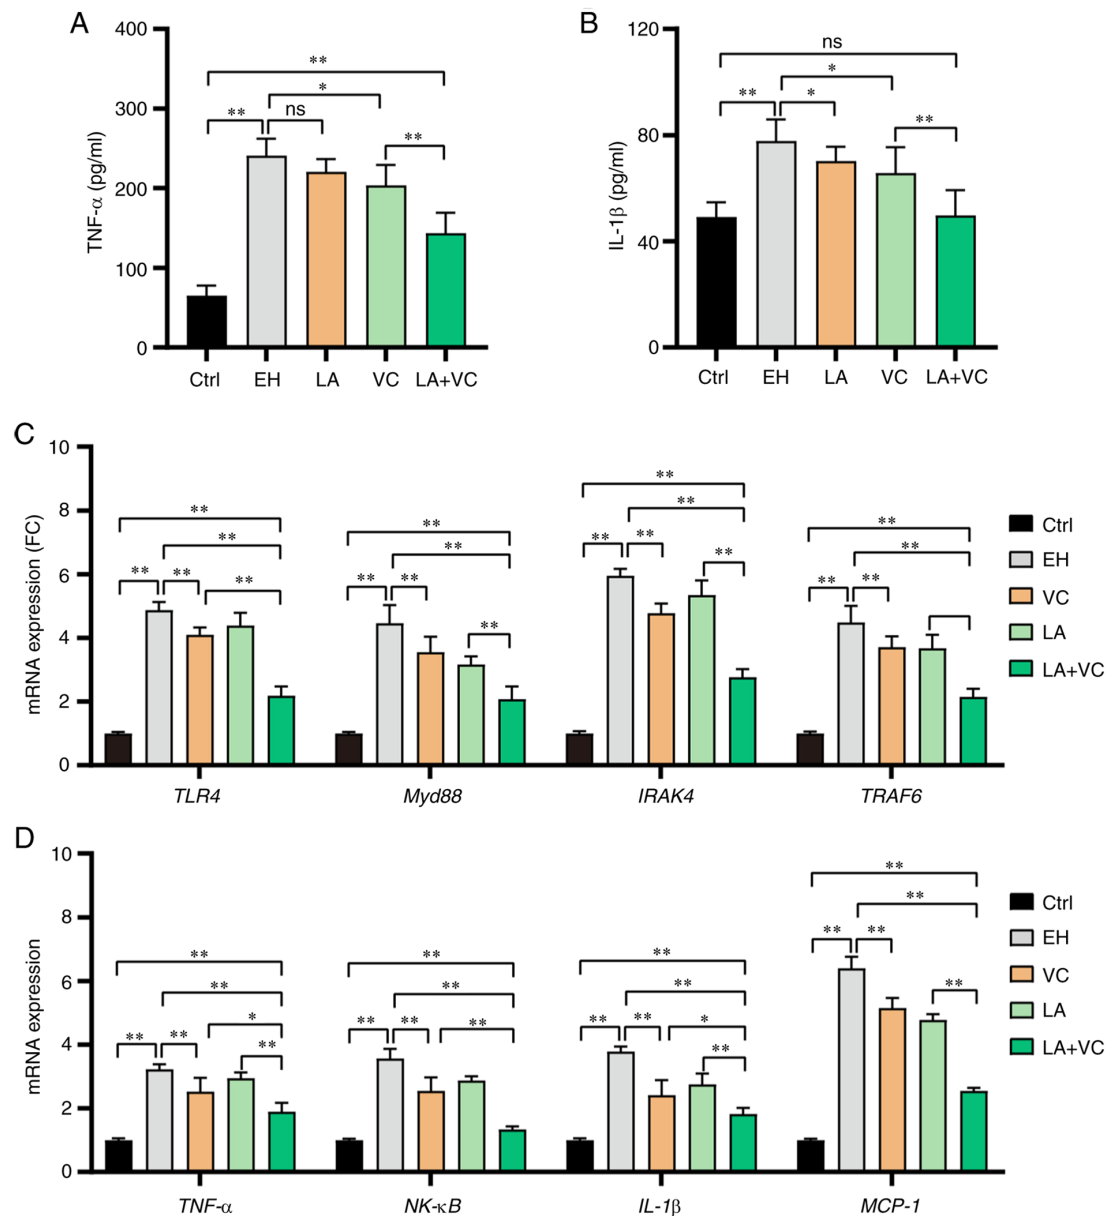 A
TNF-α (pg/ml)
400
300
200
100
0
**
*
** ns
**
Ctrl EH LA VC LA+VC
B
IL-1β (pg/ml)
120
80
40
0
ns
*
** *
**
Ctrl EH LA VC LA+VC
C
mRNA expression (FC)
10
8
6
4
2
0
**
**
** ** **
**
**
** **
**
**
**
** **
**
**
**
** **
TLR4 Myd88 IRAK4 TRAF6
Ctrl
EH
VC
LA
LA+VC
D
mRNA expression
10
8
6
4
2
0
**
**
*
** **
**
**
**
** ** **
**
**
** ** *
**
**
**
** **
**
TNF-α NK-κB IL-1β MCP-1
Ctrl
EH
VC
LA
LA+VC